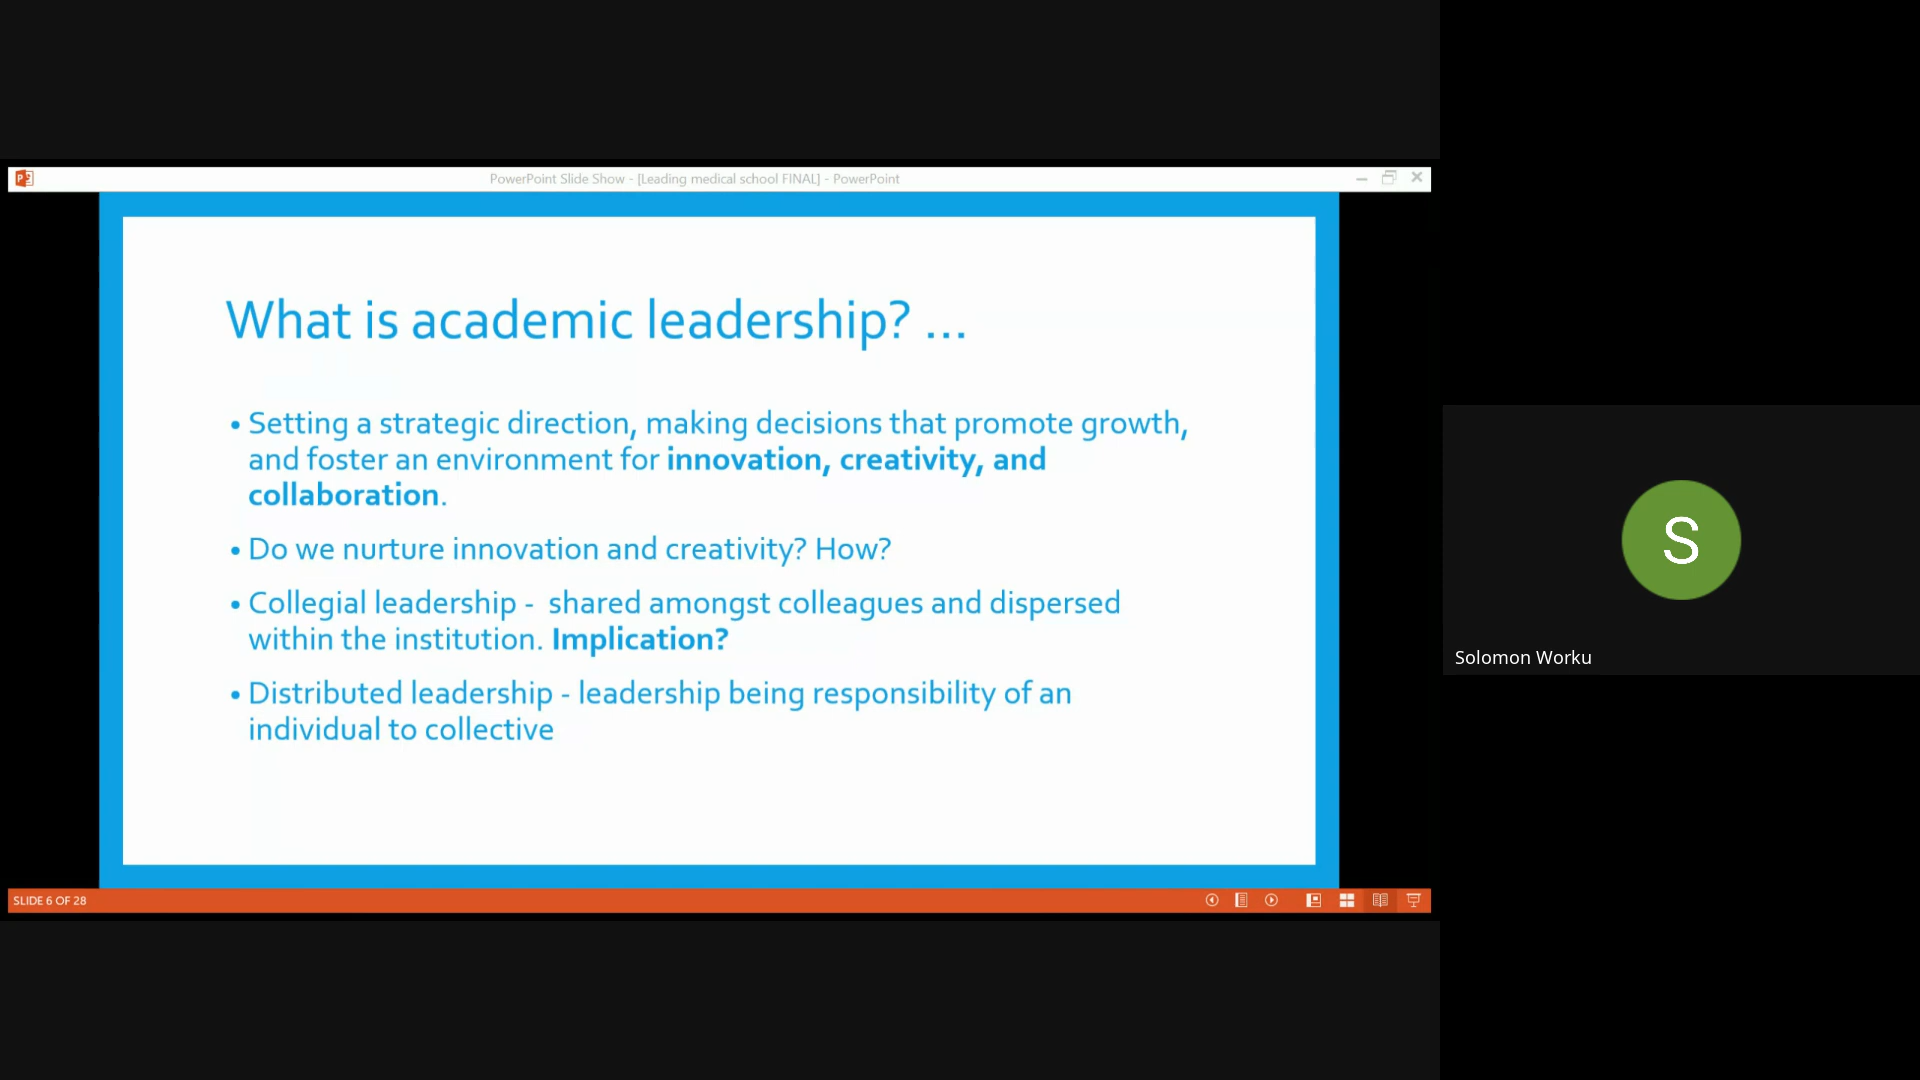 PowerPoint Slide Show - [Leading medical school FINAL] - PowerPoint
What is academic leadership? ...
• Setting a strategic direction, making decisions that promote growth,
and foster an environment for innovation, creativity, and
collaboration.
• Do we nurture innovation and creativity? How?
• Collegial leadership - shared amongst colleagues and dispersed
within the institution. Implication?
• Distributed leadership - leadership being responsibility of an
individual to collective
SLIDE 6 OF 28
S
Solomon Worku